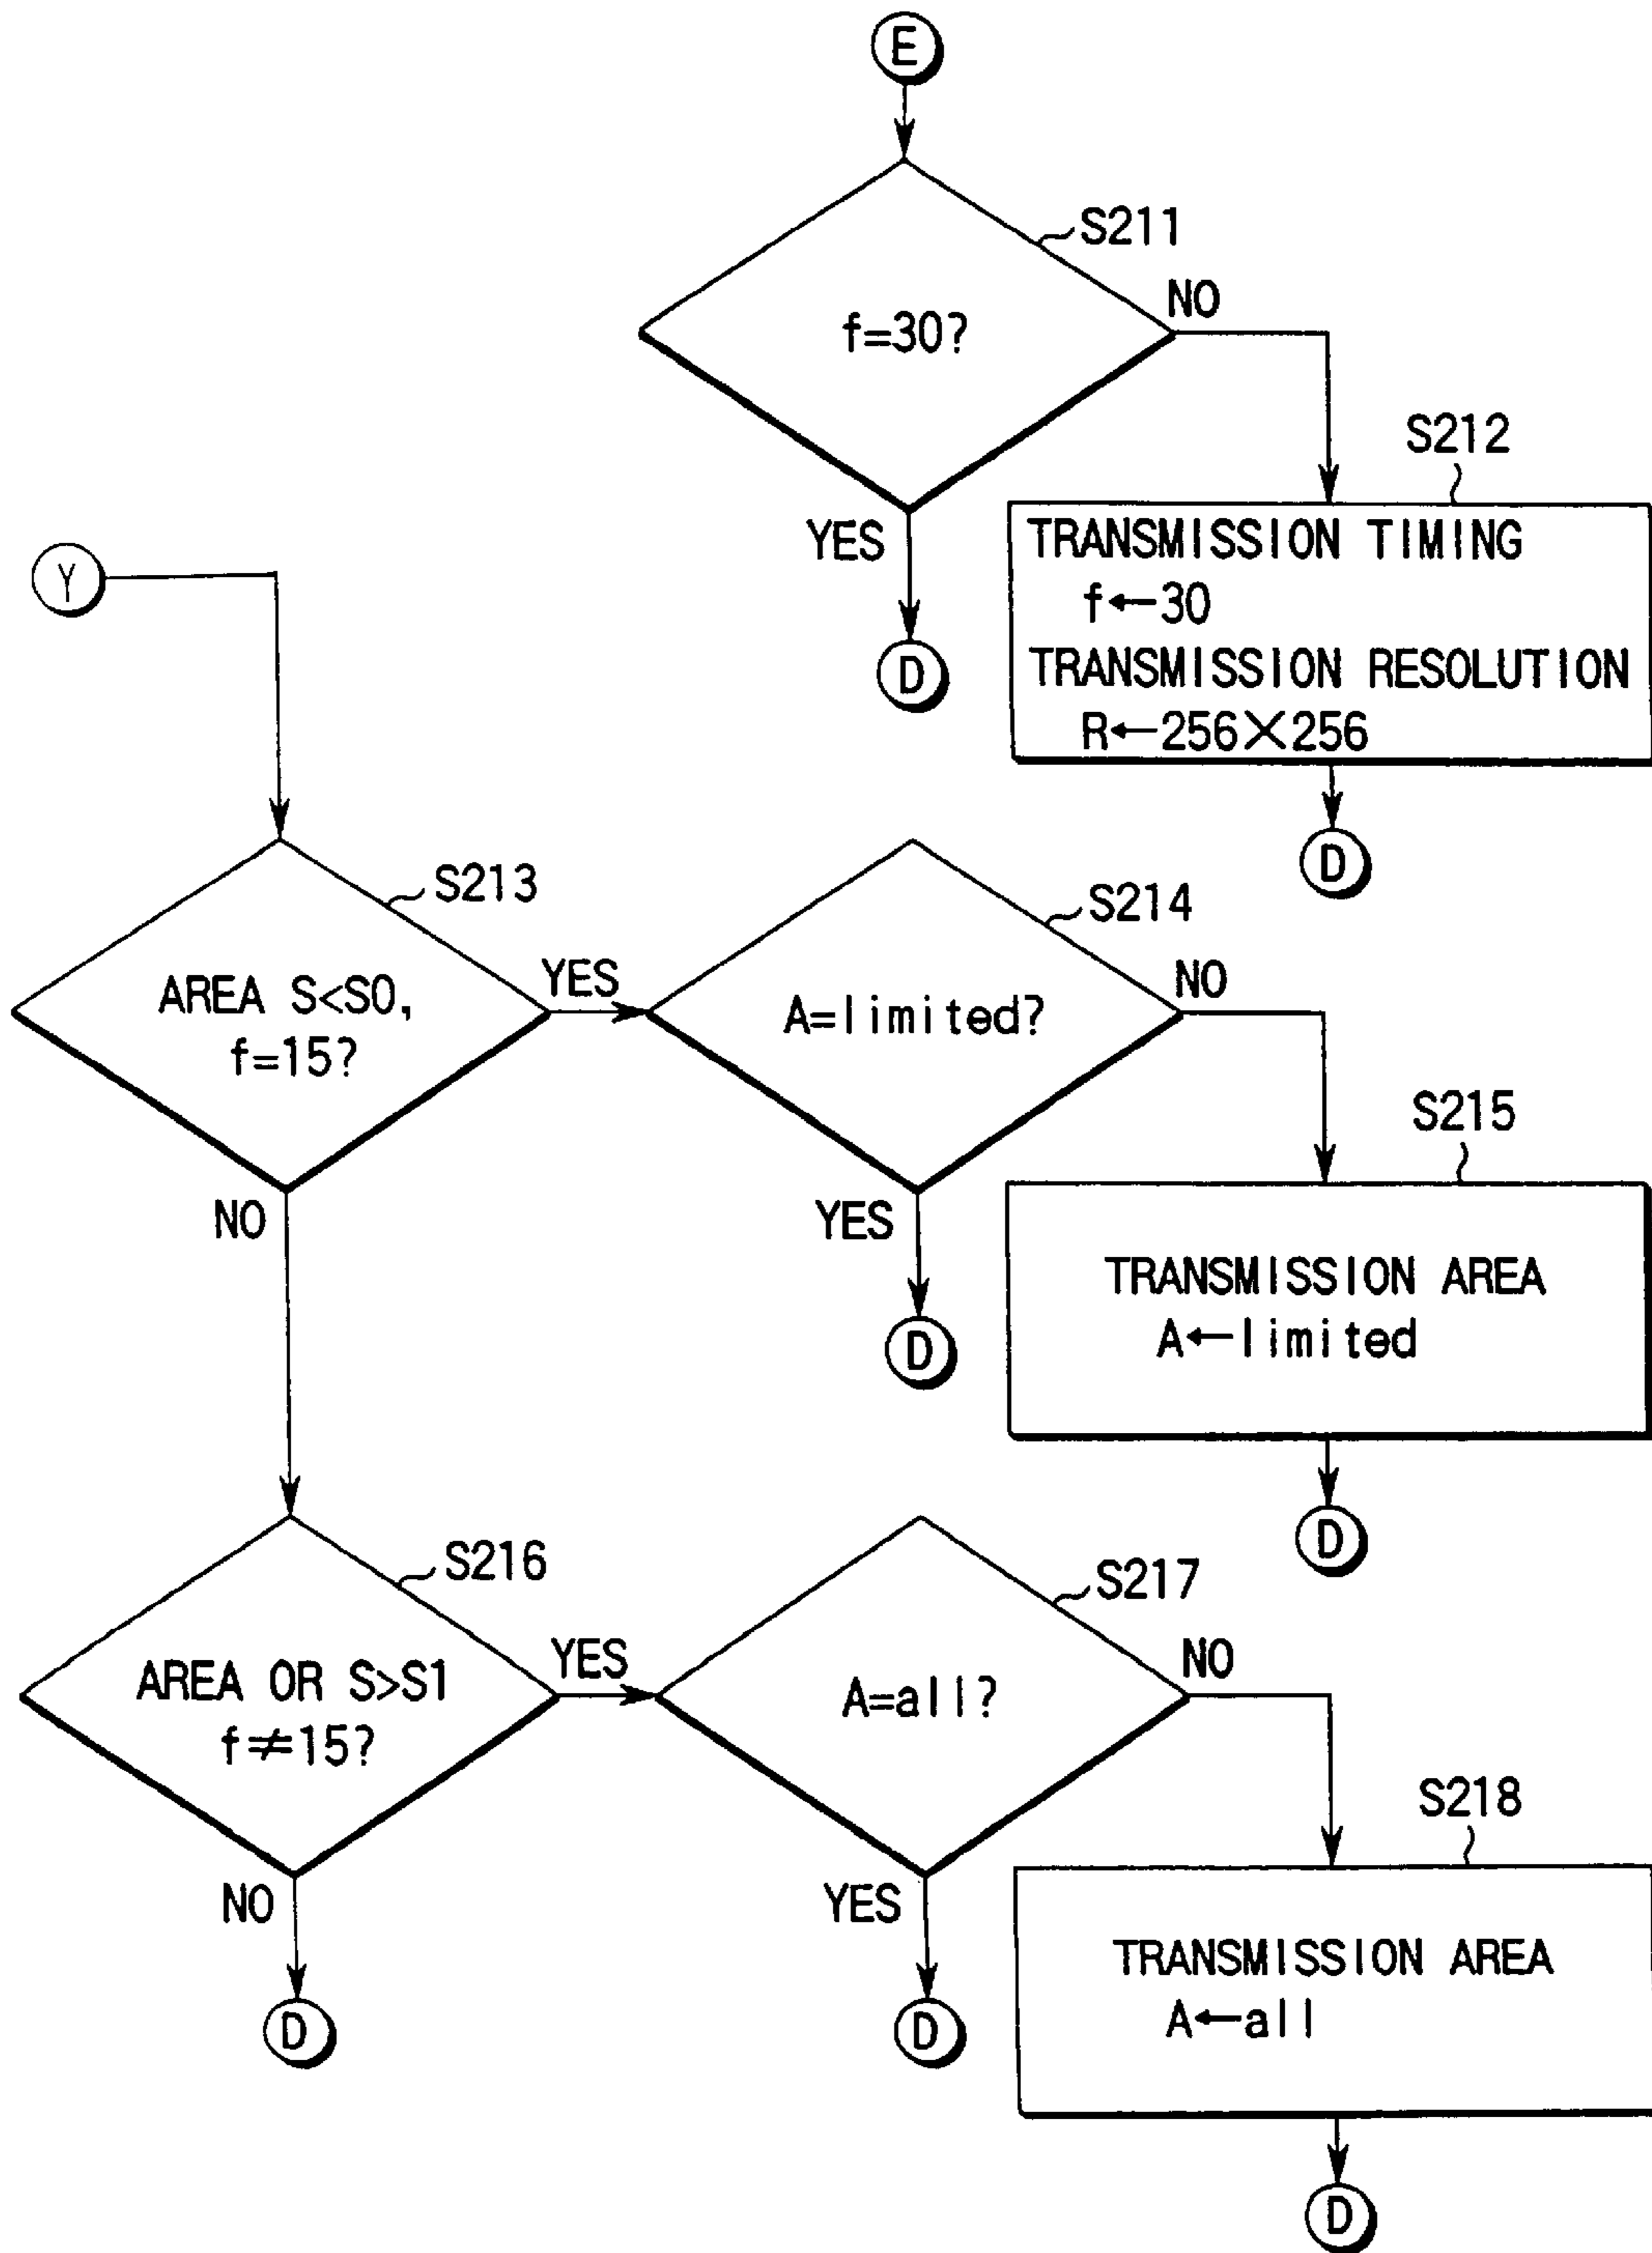 E
S211
f=30?
NO
YES
D
S212
TRANSMISSION TIMING
f←30
TRANSMISSION RESOLUTION
R←256×256
D
Y
S213
AREA S<S0,
f=15?
YES
NO
S214
A=limited?
NO
YES
D
S215
TRANSMISSION AREA
A←limited
D
S216
AREA OR S>S1
f≠15?
YES
NO
D
S217
A=all?
NO
YES
D
S218
TRANSMISSION AREA
A←all
D